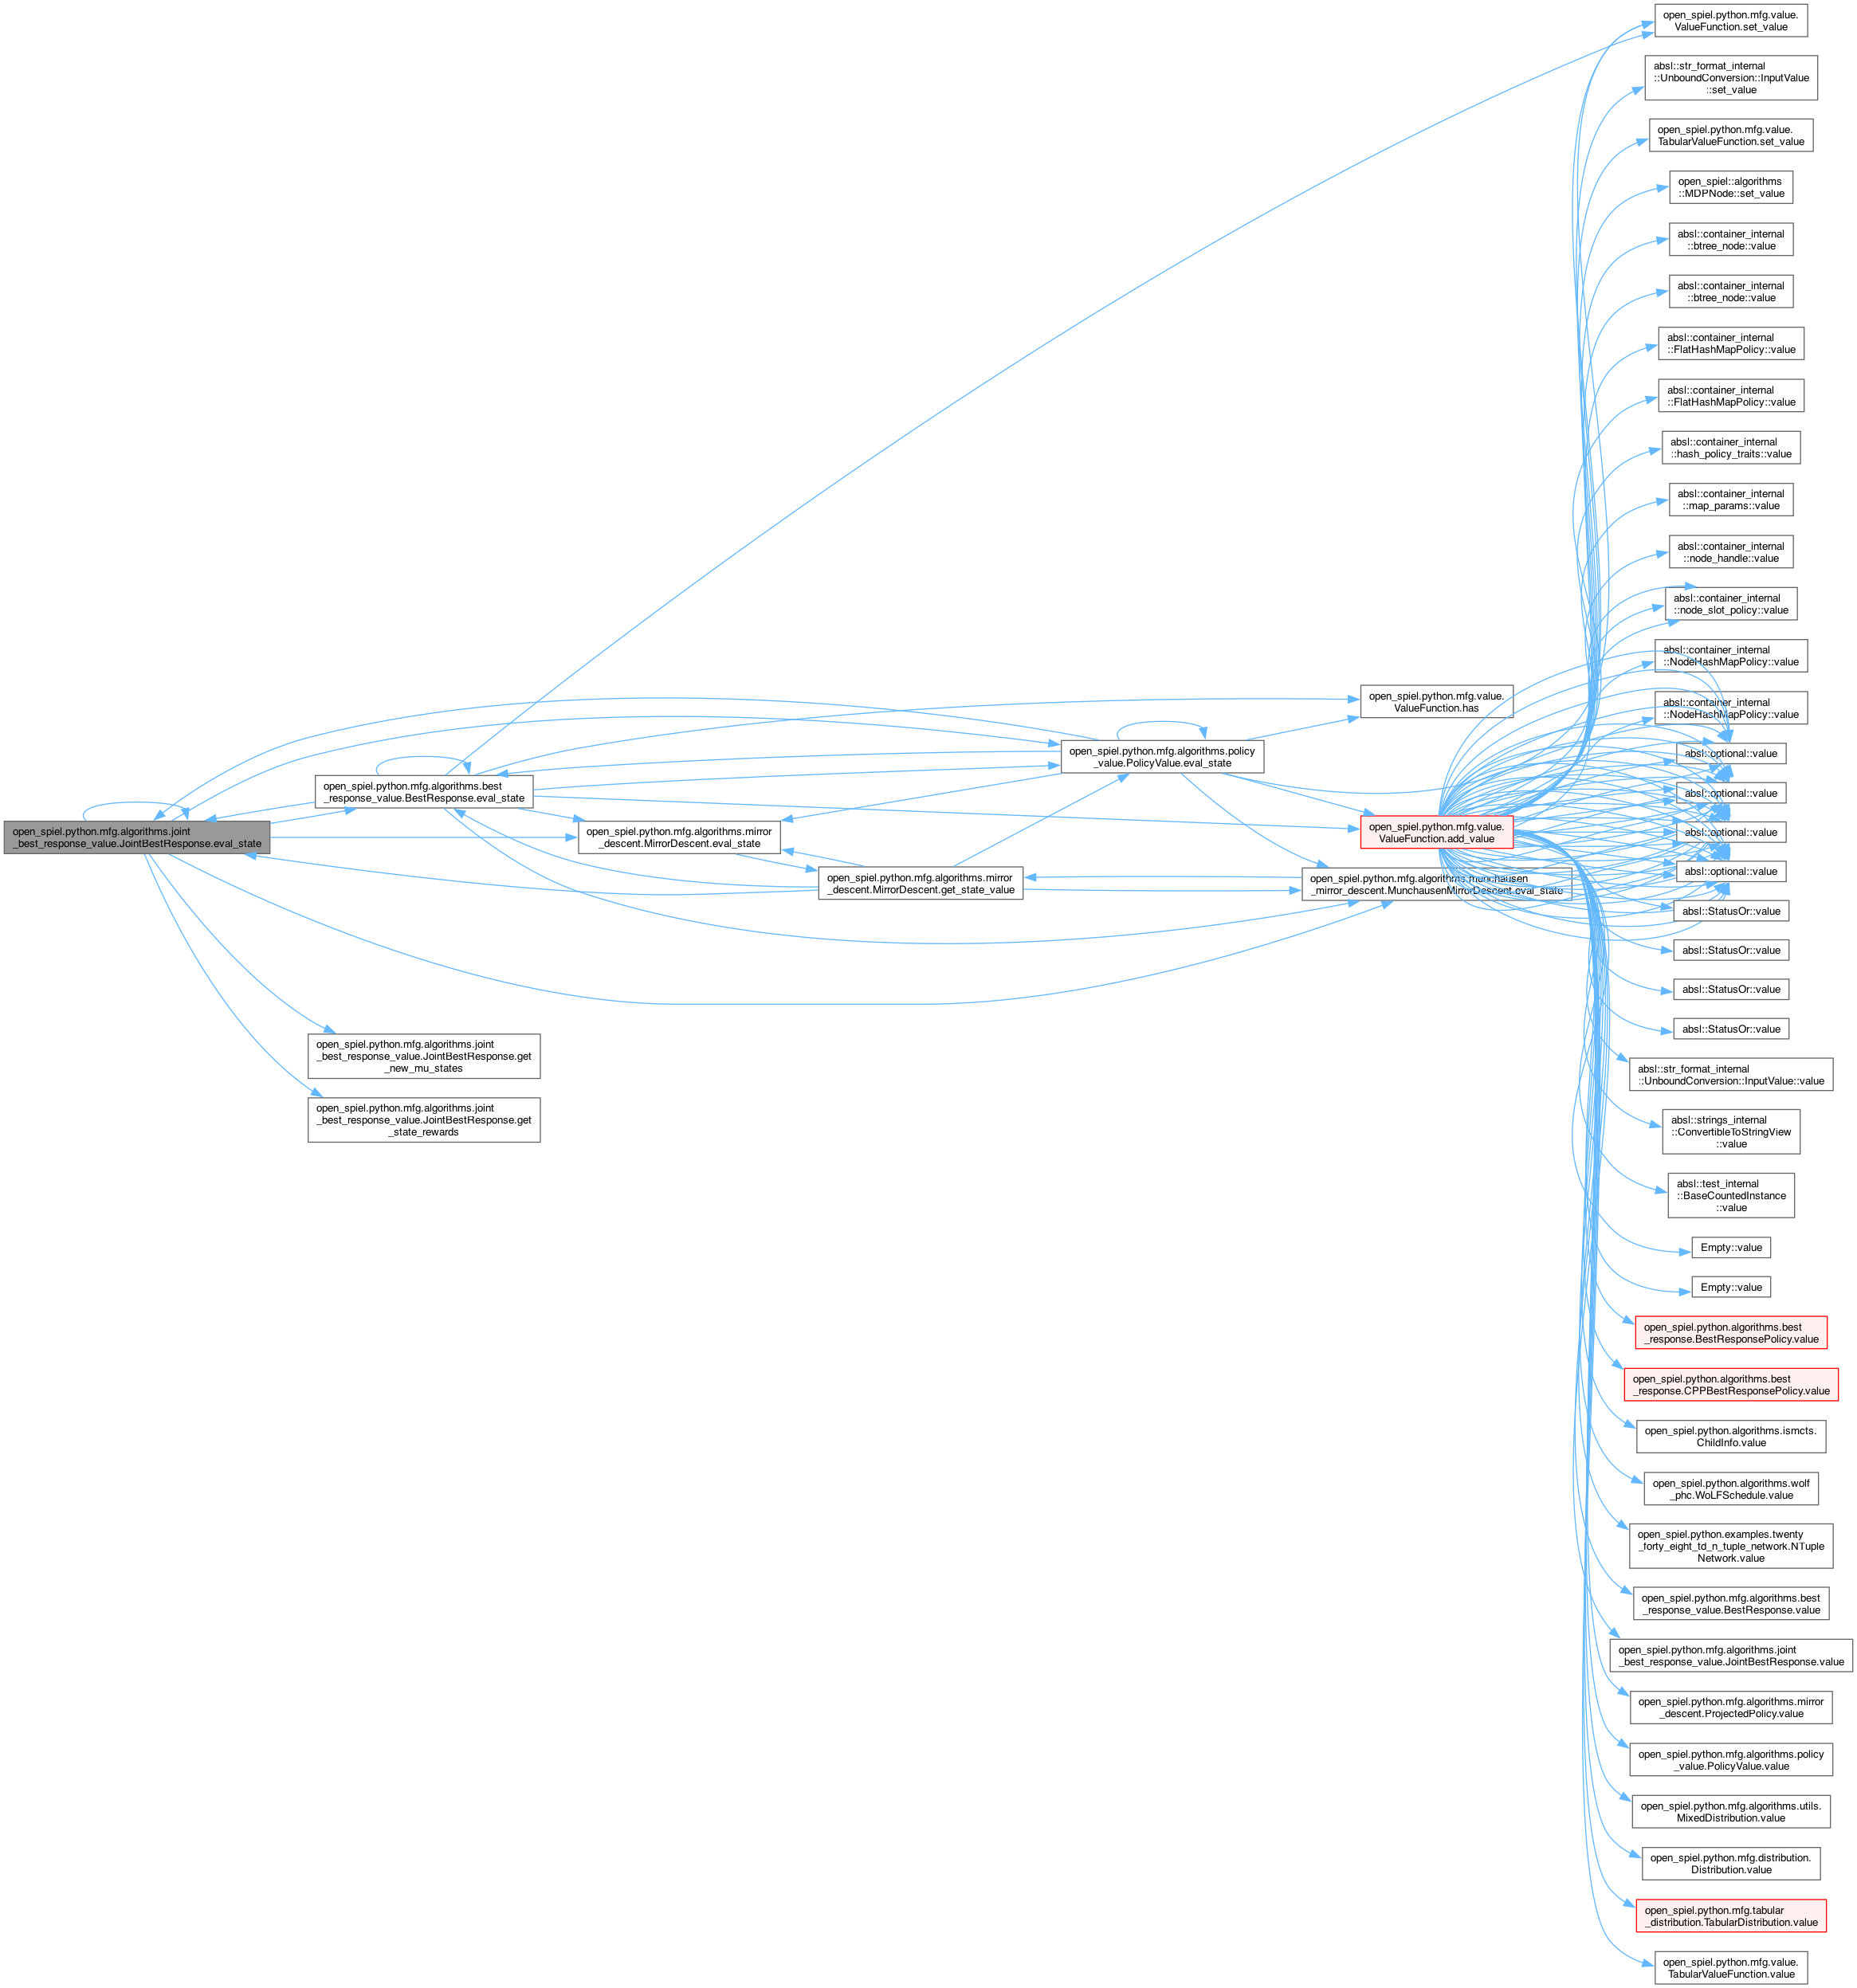 open_spiel.python.mfg.algorithms.joint
_best_response_value.JointBestResponse.eval_state
open_spiel.python.mfg.algorithms.best
_response_value.BestResponse.eval_state
open_spiel.python.mfg.algorithms.joint
_best_response_value.JointBestResponse.get
_new_mu_states
open_spiel.python.mfg.algorithms.joint
_best_response_value.JointBestResponse.get
_state_rewards
open_spiel.python.mfg.algorithms.mirror
_descent.MirrorDescent.eval_state
open_spiel.python.mfg.algorithms.mirror
_descent.MirrorDescent.get_state_value
open_spiel.python.mfg.algorithms.policy
_value.PolicyValue.eval_state
open_spiel.python.mfg.value.
ValueFunction.has
open_spiel.python.mfg.value.
ValueFunction.add_value
open_spiel.python.mfg.algorithms.munchausen
_mirror_descent.MunchausenMirrorDescent.eval_state
open_spiel.python.mfg.value.
ValueFunction.set_value
absl::str_format_internal
::UnboundConversion::InputValue
::set_value
open_spiel.python.mfg.value.
TabularValueFunction.set_value
open_spiel::algorithms
::MDPNode::set_value
absl::container_internal
::btree_node::value
absl::container_internal
::btree_node::value
absl::container_internal
::FlatHashMapPolicy::value
absl::container_internal
::FlatHashMapPolicy::value
absl::container_internal
::hash_policy_traits::value
absl::container_internal
::map_params::value
absl::container_internal
::node_handle::value
absl::container_internal
::node_slot_policy::value
absl::container_internal
::NodeHashMapPolicy::value
absl::container_internal
::NodeHashMapPolicy::value
absl::optional::value
absl::optional::value
absl::optional::value
absl::optional::value
absl::StatusOr::value
absl::StatusOr::value
absl::StatusOr::value
absl::StatusOr::value
absl::str_format_internal
::UnboundConversion::InputValue::value
absl::strings_internal
::ConvertibleToStringView
::value
absl::test_internal
::BaseCountedInstance
::value
Empty::value
Empty::value
open_spiel.python.algorithms.best
_response.BestResponsePolicy.value
open_spiel.python.algorithms.best
_response.CPPBestResponsePolicy.value
open_spiel.python.algorithms.ismcts.
ChildInfo.value
open_spiel.python.algorithms.wolf
_phc.WoLFSchedule.value
open_spiel.python.examples.twenty
_forty_eight_td_n_tuple_network.NTuple
Network.value
open_spiel.python.mfg.algorithms.best
_response_value.BestResponse.value
open_spiel.python.mfg.algorithms.joint
_best_response_value.JointBestResponse.value
open_spiel.python.mfg.algorithms.mirror
_descent.ProjectedPolicy.value
open_spiel.python.mfg.algorithms.policy
_value.PolicyValue.value
open_spiel.python.mfg.algorithms.utils.
MixedDistribution.value
open_spiel.python.mfg.distribution.
Distribution.value
open_spiel.python.mfg.tabular
_distribution.TabularDistribution.value
open_spiel.python.mfg.value.
TabularValueFunction.value